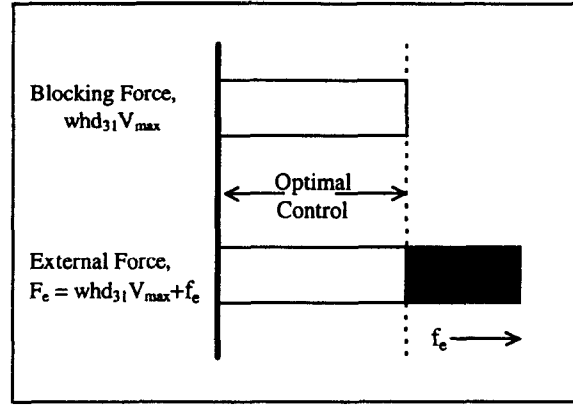 Blocking Force,
whd₃₁Vₘₐₓ
Optimal
Control
External Force,
Fₑ = whd₃₁Vₘₐₓ+fₑ
fₑ